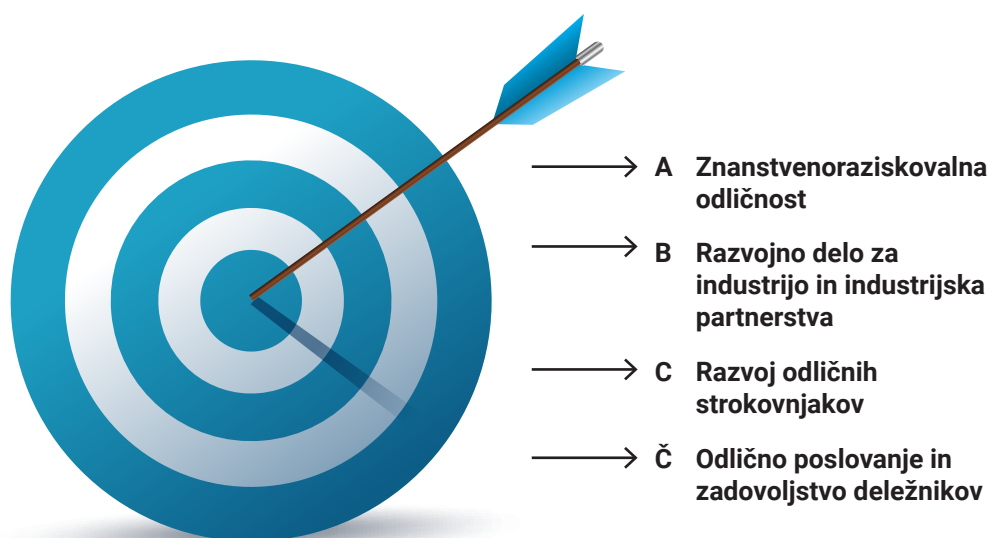 A Znanstvenoraziskovalna
odličnost
B Razvojno delo za
industrijo in industrijska
partnerstva
C Razvoj odličnih
strokovnjakov
Č Odlično poslovanje in
zadovoljstvo deležnikov